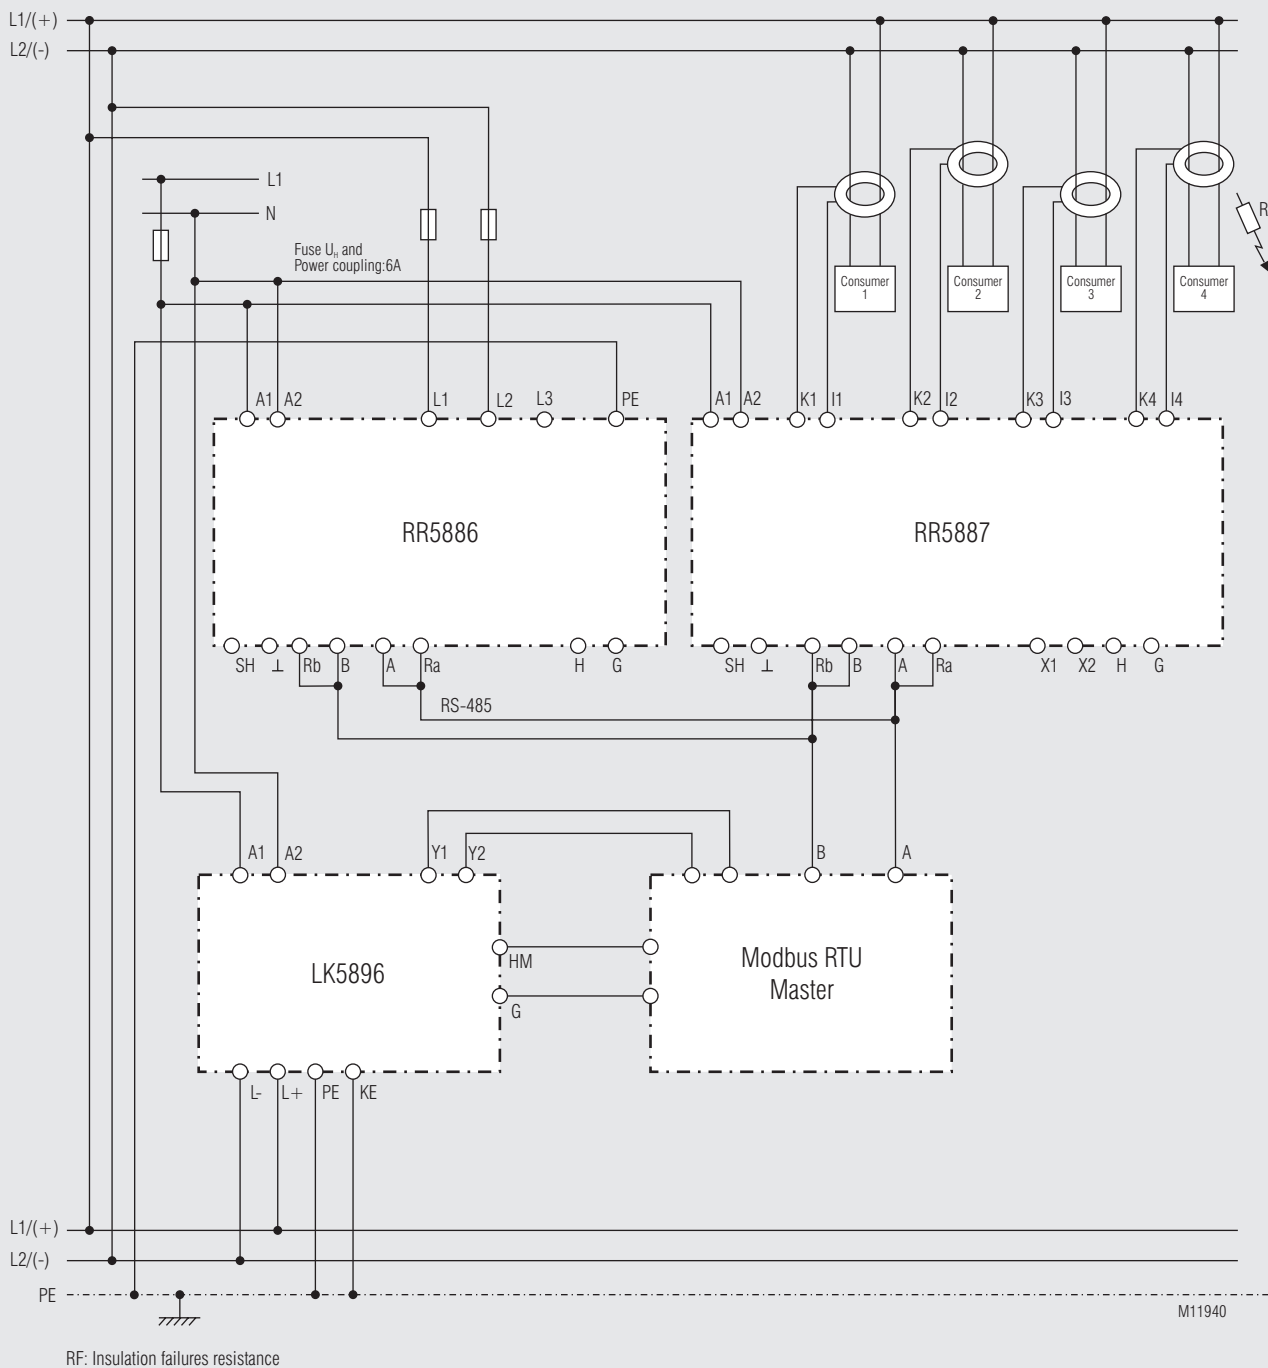 L1/(+)
L2/(-)
L1
N
Fuse UH and
Power coupling:6A
R
Consumer
1
Consumer
2
Consumer
3
Consumer
4
A1 A2 L1 L2 L3 PE
A1 A2 K1 I1 K2 I2 K3 I3 K4 I4
RR5886
RR5887
SH ⊥ Rb B A Ra H G
SH ⊥ Rb B A Ra X1 X2 H G
RS-485
A1 A2 Y1 Y2
B A
LK5896
HM
G
Modbus RTU
Master
L- L+ PE KE
L1/(+)
L2/(-)
PE
M11940
RF: Insulation failures resistance